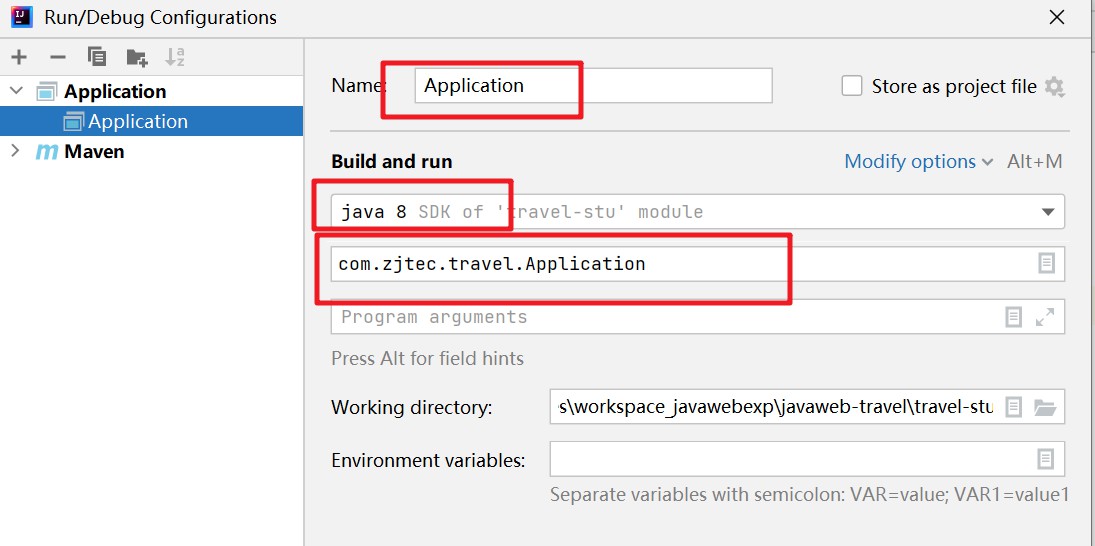 Run/Debug Configurations
Application
Application
Maven
Name: Application Store as project file
Build and run Modify options Alt+M
java 8 SDK of 'travel-stu' module
com.zjtec.travel.Application
Program arguments
Press Alt for field hints
Working directory: s\workspace_javawebexp\javaweb-travel\travel-stu
Environment variables:
Separate variables with semicolon: VAR=value; VAR1=value1